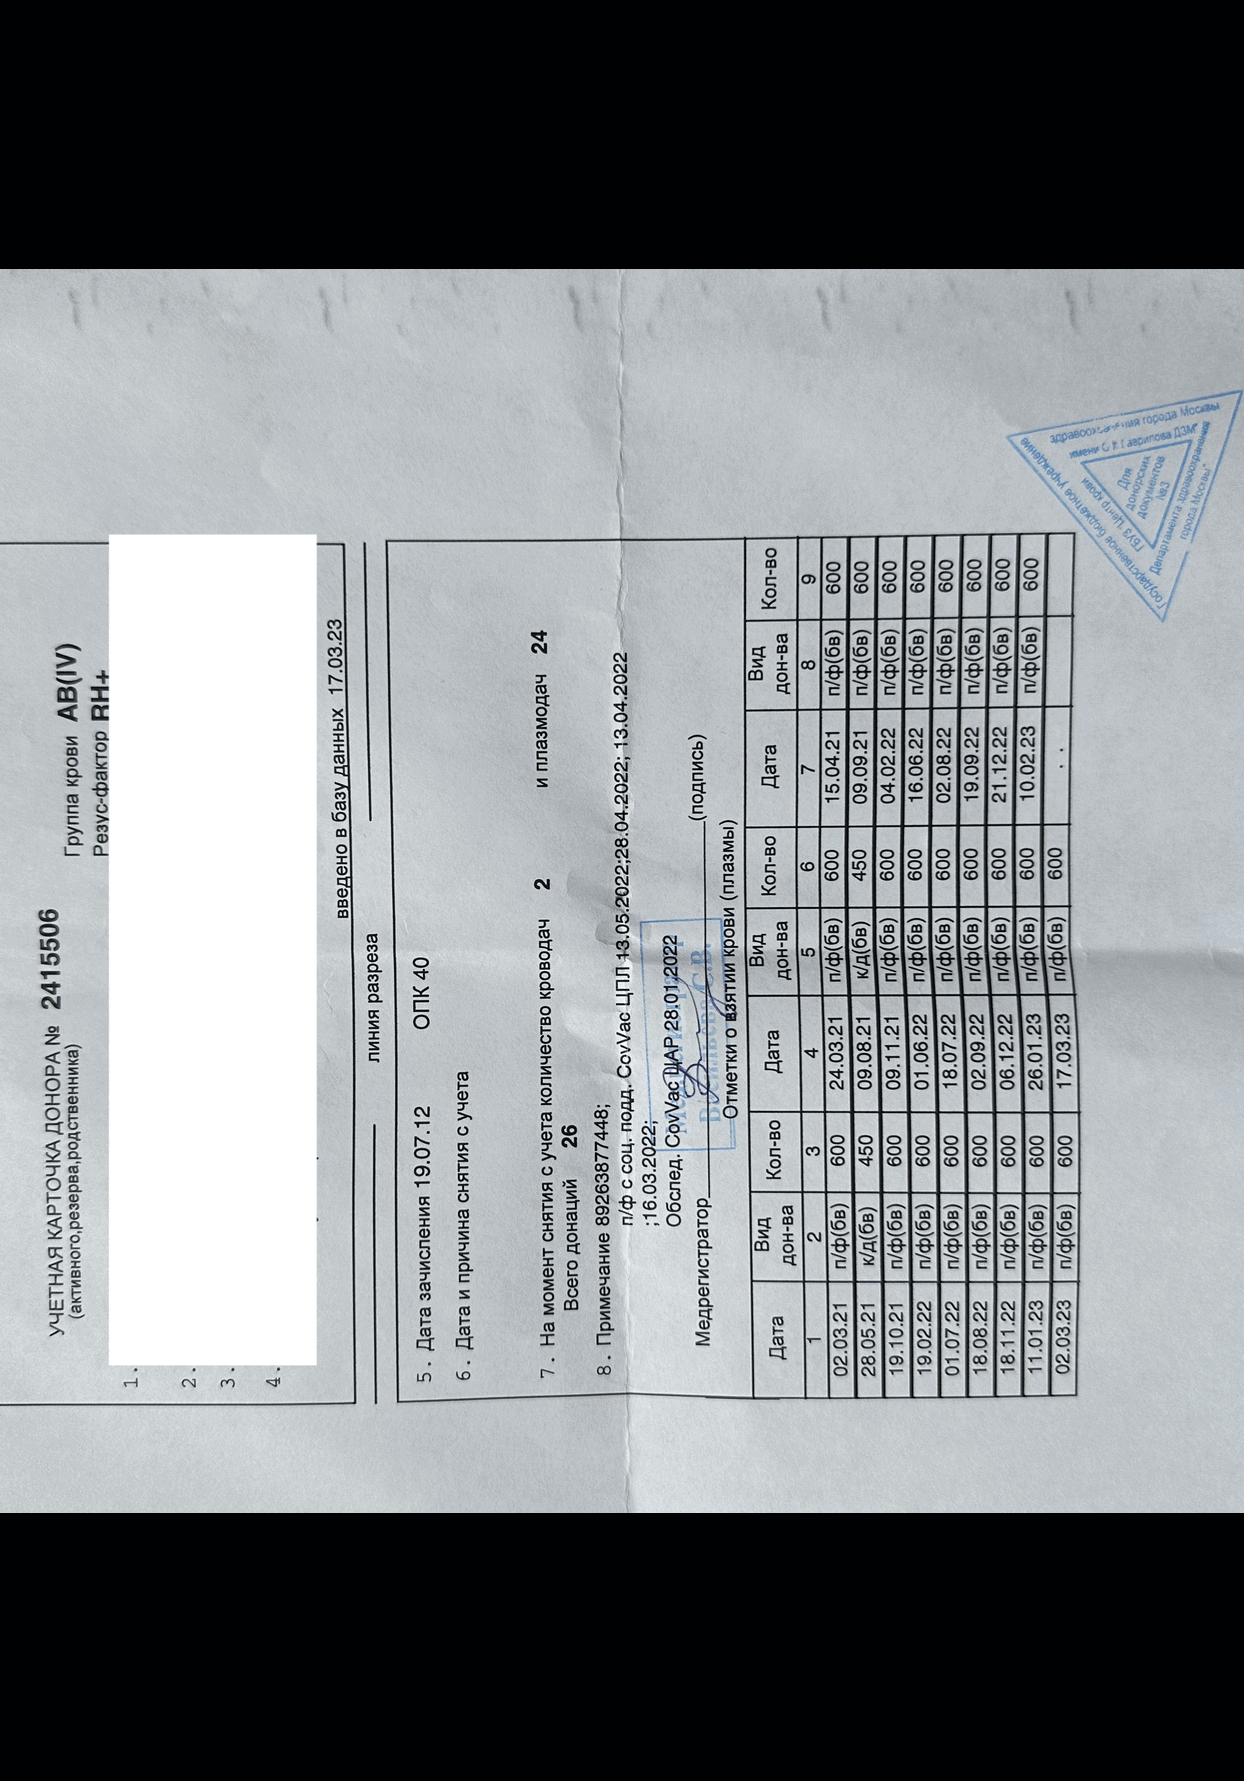 УЧЕТНАЯ КАРТОЧКА ДОНОРА № 2415506
(активного,резерва,родственника)
Группа крови AB(IV)
Резус-фактор RH+
1.
2.
3.
4.
введено в базу данных 17.03.23
линия разреза
5. Дата зачисления 19.07.12 ОПК 40
6. Дата и причина снятия с учета
7. На момент снятия с учета количество кроводач 2 и плазмодач 24
Всего донаций 26
8. Примечание 89263877448;
п/ф с соц. подд. CovVac ЦПЛ 13.05.2022;28.04.2022; 13.04.2022
;16.03.2022;
Обслед. CovVac ЦАР 28.01.2022
Медрегистратор (подпись)
Отметки о взятии крови (плазмы)
Дата Вид дон-ва Кол-во Дата Вид дон-ва Кол-во Дата Вид дон-ва Кол-во
1 2 3 4 5 6 7 8 9
02.03.21 п/ф(бв) 600 24.03.21 п/ф(бв) 600 15.04.21 п/ф(бв) 600
28.05.21 к/д(бв) 450 09.08.21 к/д(бв) 450 09.09.21 п/ф(бв) 600
19.10.21 п/ф(бв) 600 09.11.21 п/ф(бв) 600 04.02.22 п/ф(бв) 600
19.02.22 п/ф(бв) 600 01.06.22 п/ф(бв) 600 16.06.22 п/ф(бв) 600
01.07.22 п/ф(бв) 600 18.07.22 п/ф(бв) 600 02.08.22 п/ф(бв) 600
18.08.22 п/ф(бв) 600 02.09.22 п/ф(бв) 600 19.09.22 п/ф(бв) 600
18.11.22 п/ф(бв) 600 06.12.22 п/ф(бв) 600 21.12.22 п/ф(бв) 600
11.01.23 п/ф(бв) 600 26.01.23 п/ф(бв) 600 10.02.23 п/ф(бв) 600
02.03.23 п/ф(бв) 600 17.03.23 п/ф(бв) 600 . .
Государственное бюджетное учреждение
здравоохранения города Москвы
Департамента здравоохранения
города Москвы"
ГБУЗ "Центр крови
имени О.К. Гаврилова ДЗМ"
Для
донорских
документов
№3